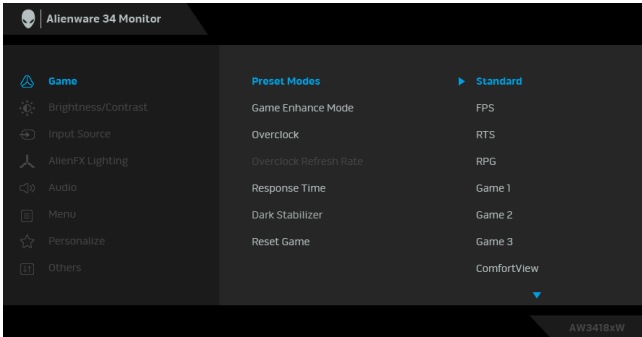 Alienware 34 Monitor
Game Preset Modes Standard
Brightness/Contrast Game Enhance Mode FPS
Input Source Overclock RTS
AlienFX Lighting Overclock Refresh Rate RPG
Audio Response Time Game 1
Menu Dark Stabilizer Game 2
Personalize Reset Game Game 3
Others ComfortView
AW3418xW